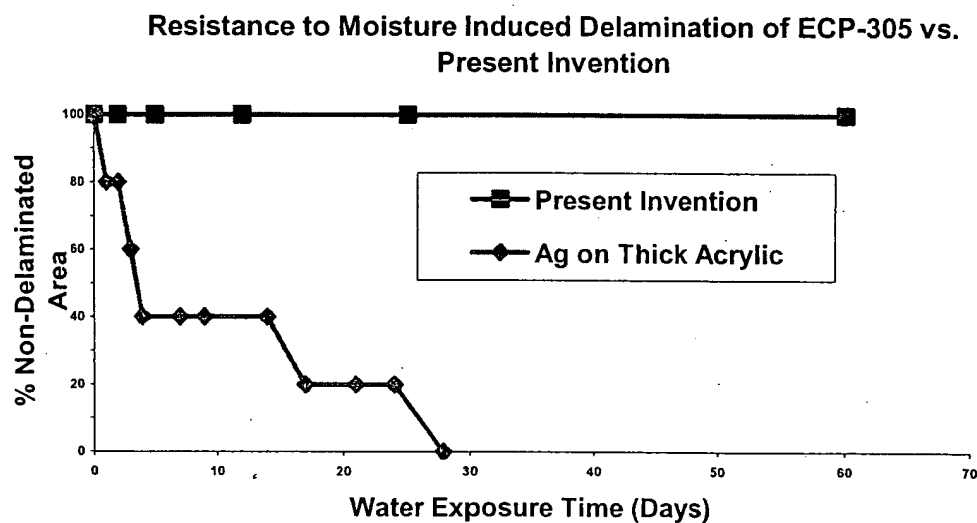 Resistance to Moisture Induced Delamination of ECP-305 vs.
Present Invention
% Non-Delaminated
Area
100
80
60
40
20
0
Present Invention
Ag on Thick Acrylic
0 10 20 30 40 50 60 70
Water Exposure Time (Days)